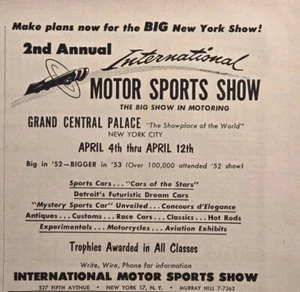 Make plans now for the BIG New York Show!
2nd Annual International
MOTOR SPORTS SHOW
THE BIG SHOW IN MOTORING
GRAND CENTRAL PALACE "The Showplace of the World"
NEW YORK CITY
APRIL 4th thru APRIL 12th
Big in '52—BIGGER in '53 (Over 100,000 attended '52 show)
Sports Cars . . . "Cars of the Stars"
Detroit's Futuristic Dream Cars
"Mystery Sports Car" Unveiled . . . Concours d'Elegance
Antiques . . . Customs . . . Race Cars . . . Classics . . . Hot Rods
Experimentals . . . Motorcycles . . . Aviation Exhibits
Trophies Awarded in All Classes
Write, Wire, Phone for information
INTERNATIONAL MOTOR SPORTS SHOW
527 FIFTH AVENUE • NEW YORK 17, N. Y. • MURRAY HILL 7-7362